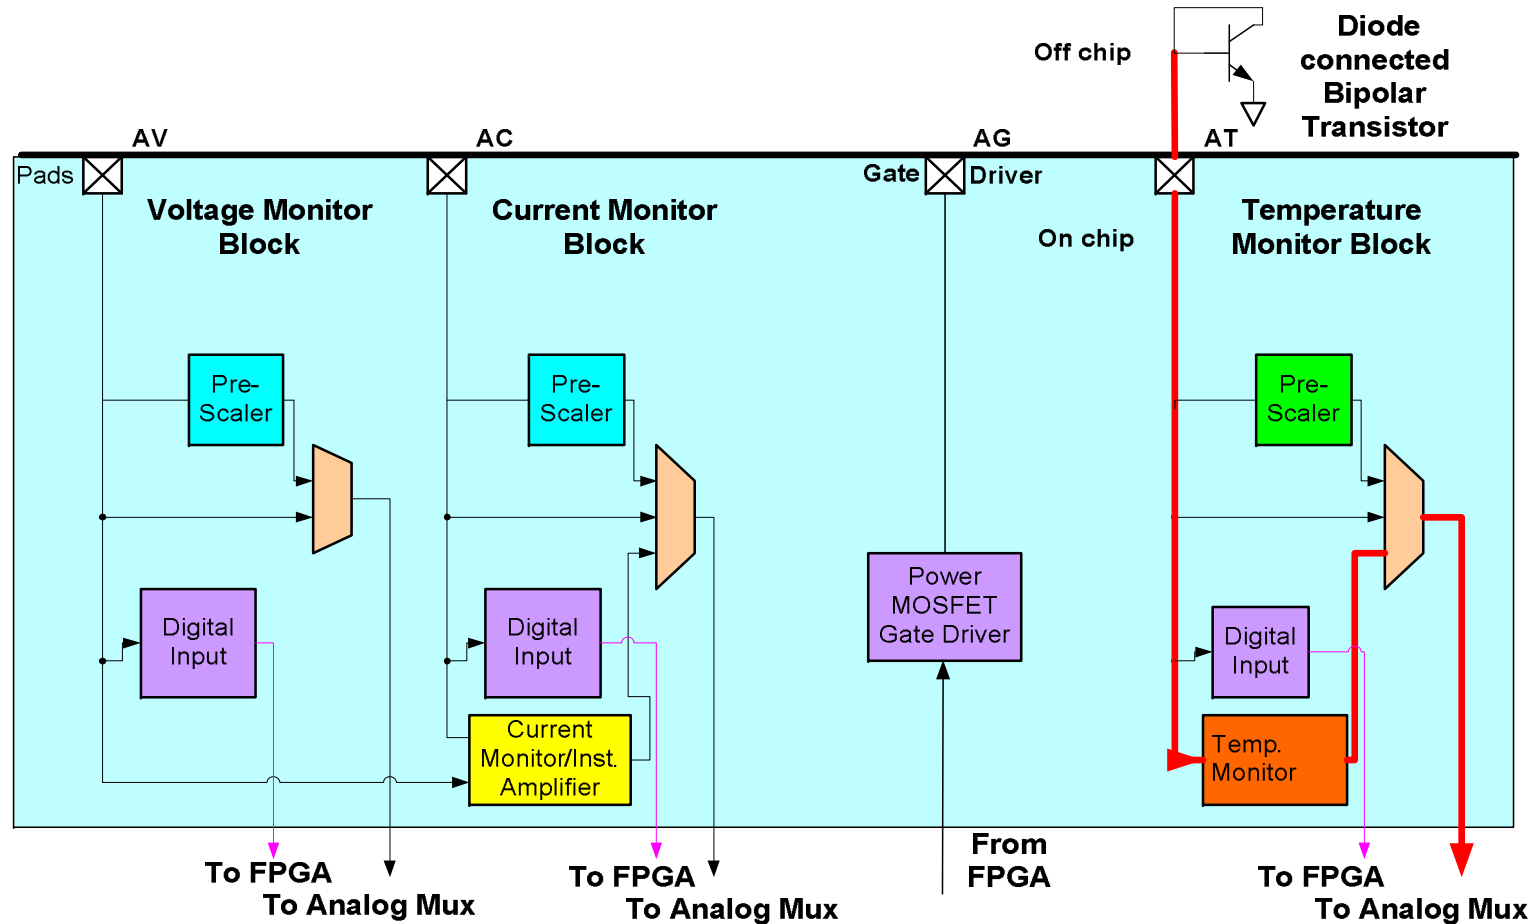 Off chip
Diode
connected
Bipolar
Transistor
AV
AC
AG
AT
Pads
Gate
Driver
Voltage Monitor
Block
Current Monitor
Block
On chip
Temperature
Monitor Block
Pre-
Scaler
Pre-
Scaler
Pre-
Scaler
Power
MOSFET
Gate Driver
Digital
Input
Digital
Input
Digital
Input
Current
Monitor/Inst.
Amplifier
Temp.
Monitor
From
FPGA
To FPGA
To Analog Mux
To FPGA
To Analog Mux
To FPGA
To Analog Mux